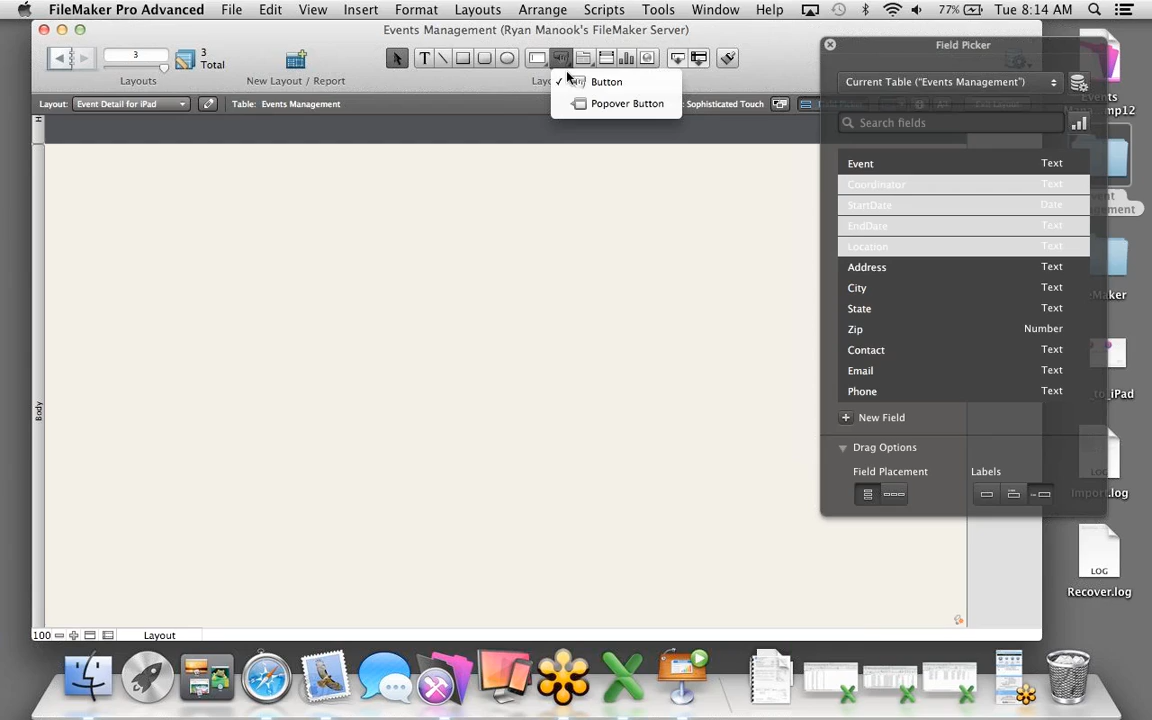 FileMaker Pro Advanced File Edit View Insert Format Layouts Arrange Scripts Tools Window Help 77% Tue 8:14 AM
Events Management (Ryan Manook's FileMaker Server)
Field Picker
3
3
Total
Layouts
New Layout / Report
Current Table ("Events Management")
Button
Popover Button
Layout: Event Detail for iPad Table: Events Management
Sophisticated Touch
Search fields
Event Text
Coordinator Text
StartDate Date
EndDate Text
Location Text
Address Text
City Text
State Text
Zip Number
Contact Text
Email Text
Phone Text
New Field
Drag Options
Field Placement Labels
Body
100 Layout
Import.log
LOG
Recover.log
LOG